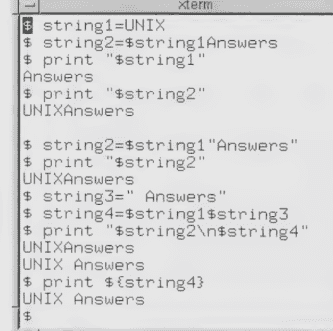 xterm
$ string1=UNIX
$ string2=$string1Answers
$ print "$string1"
Answers
$ print "$string2"
UNIXAnswers
$ string2=$string1"Answers"
$ print "$string2"
UNIXAnswers
$ string3=" Answers"
$ string4=$string1$string3
$ print "$string2\n$string4"
UNIXAnswers
UNIX Answers
$ print ${string4}
UNIX Answers
$